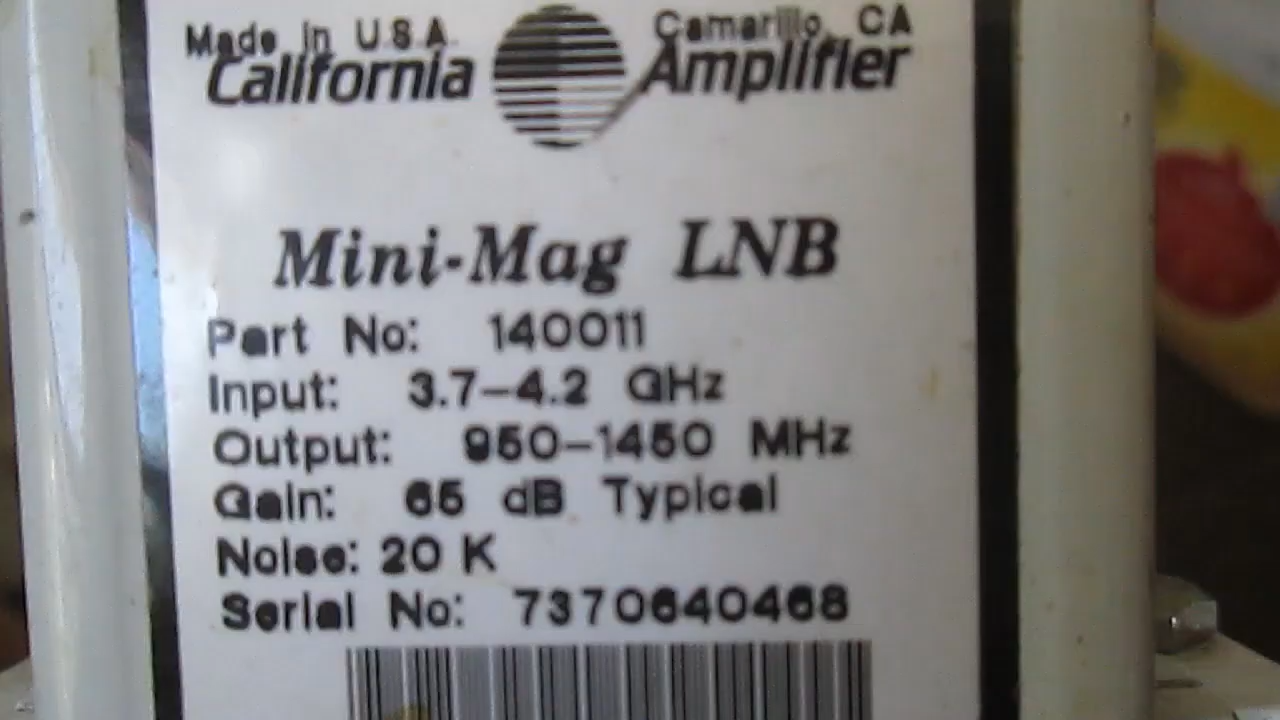 Made in U.S.A. Camarillo, CA
California Amplifier
Mini-Mag LNB
Part No: 140011
Input: 3.7-4.2 GHz
Output: 950-1450 MHz
Gain: 65 dB Typical
Noise: 20 K
Serial No: 7370640468